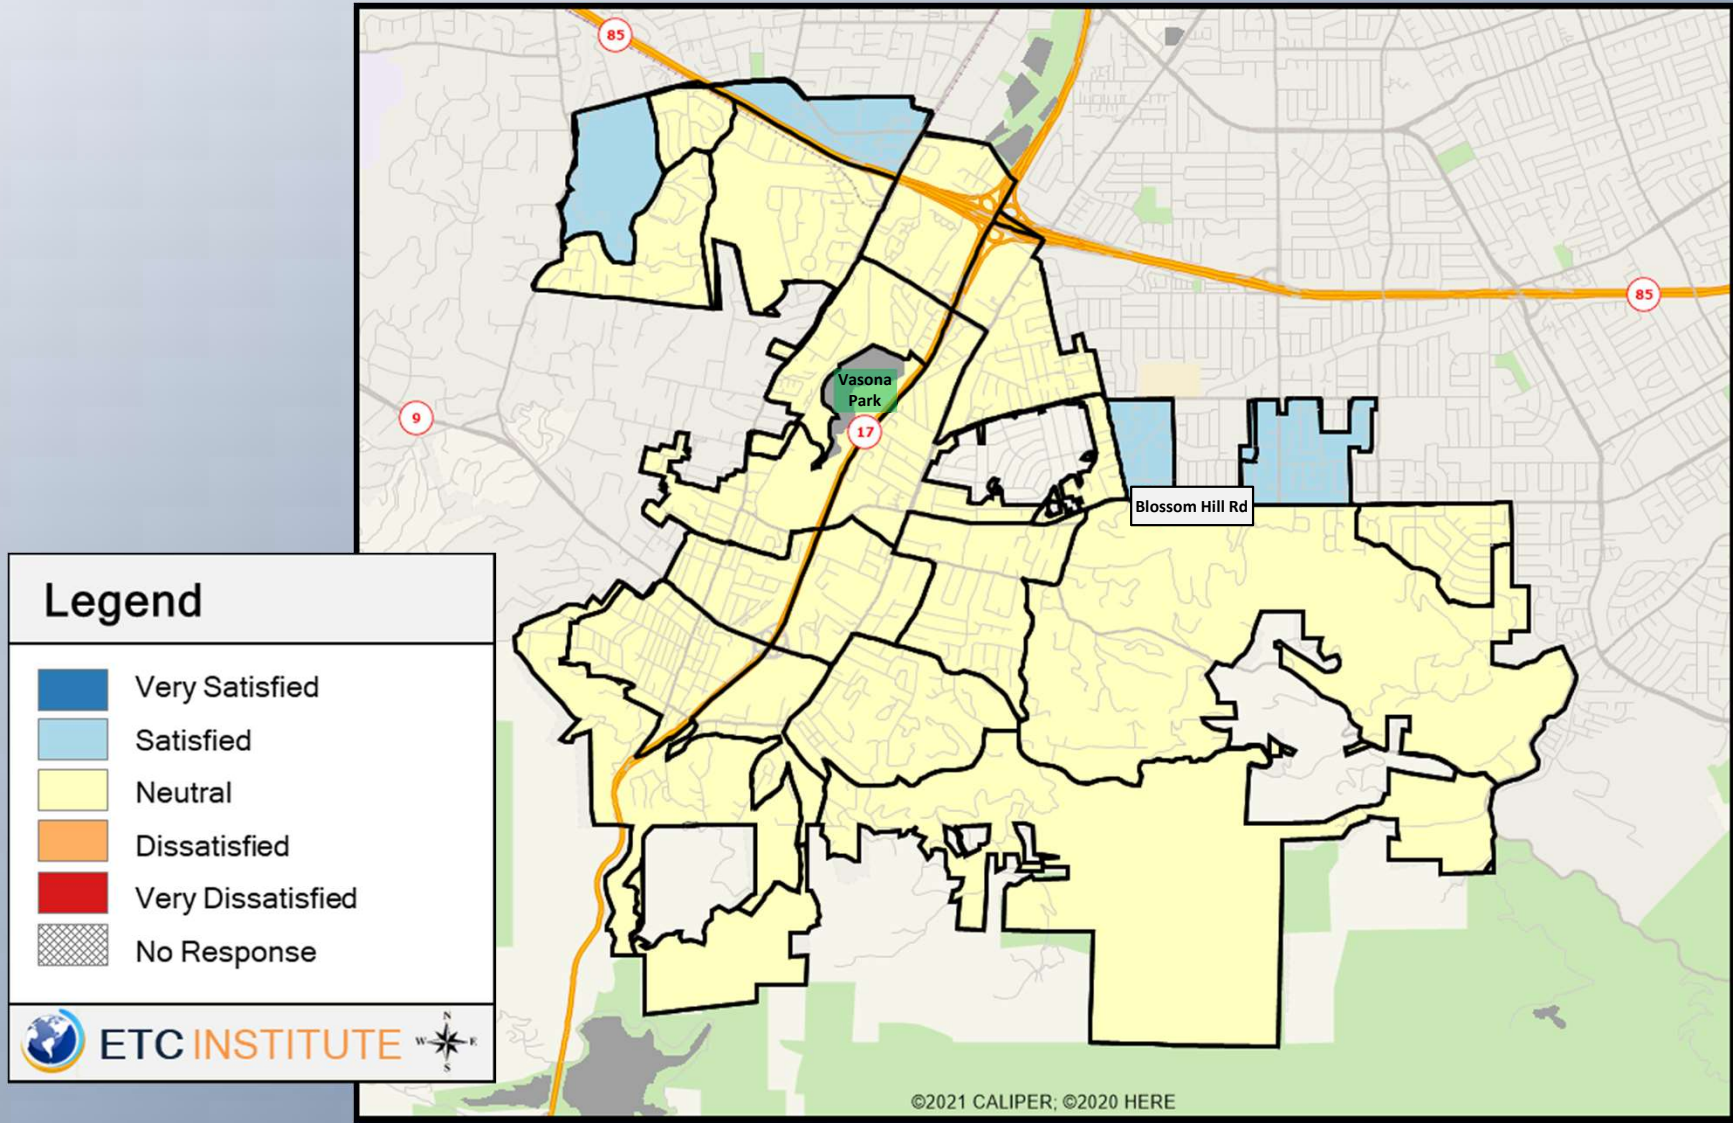 85
85
9
Vasona
Park
17
Blossom Hill Rd
Legend
Very Satisfied
Satisfied
Neutral
Dissatisfied
Very Dissatisfied
No Response
ETC INSTITUTE
N
W E
S
©2021 CALIPER; ©2020 HERE